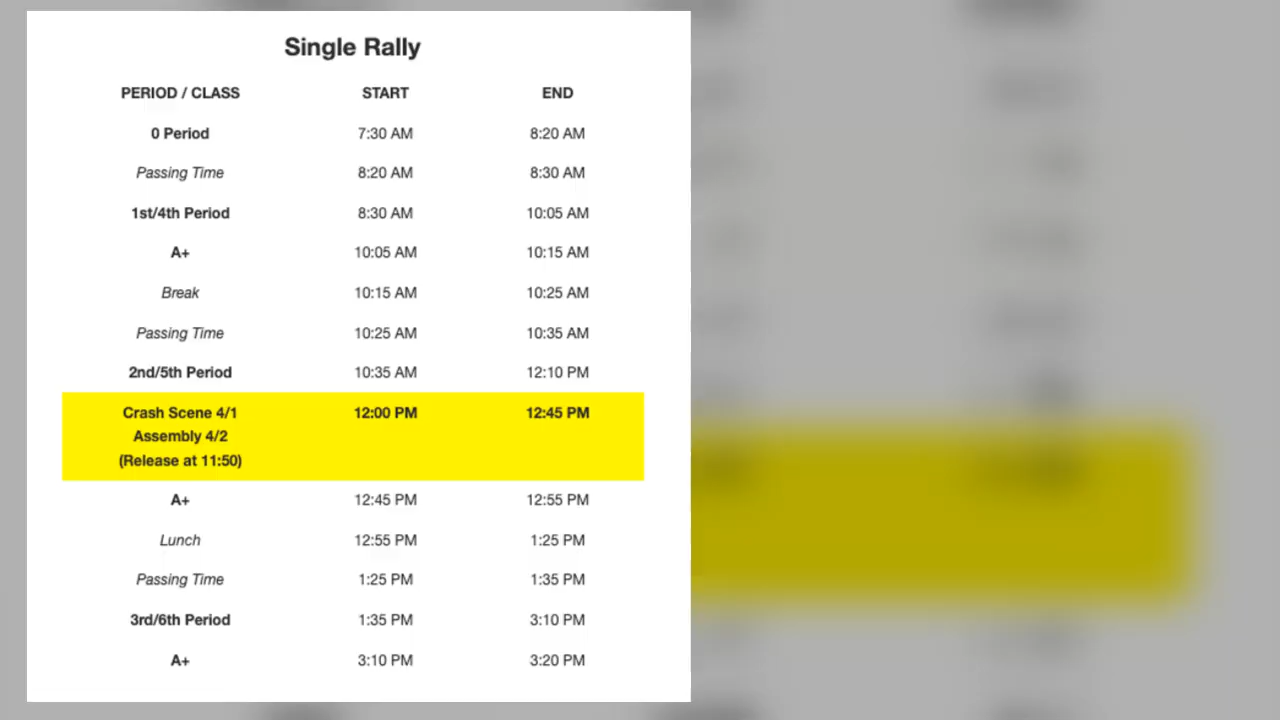 Single Rally
PERIOD / CLASS START END
0 Period 7:30 AM 8:20 AM
Passing Time 8:20 AM 8:30 AM
1st/4th Period 8:30 AM 10:05 AM
A+ 10:05 AM 10:15 AM
Break 10:15 AM 10:25 AM
Passing Time 10:25 AM 10:35 AM
2nd/5th Period 10:35 AM 12:10 PM
Crash Scene 4/1 12:00 PM 12:45 PM
Assembly 4/2
(Release at 11:50)
A+ 12:45 PM 12:55 PM
Lunch 12:55 PM 1:25 PM
Passing Time 1:25 PM 1:35 PM
3rd/6th Period 1:35 PM 3:10 PM
A+ 3:10 PM 3:20 PM